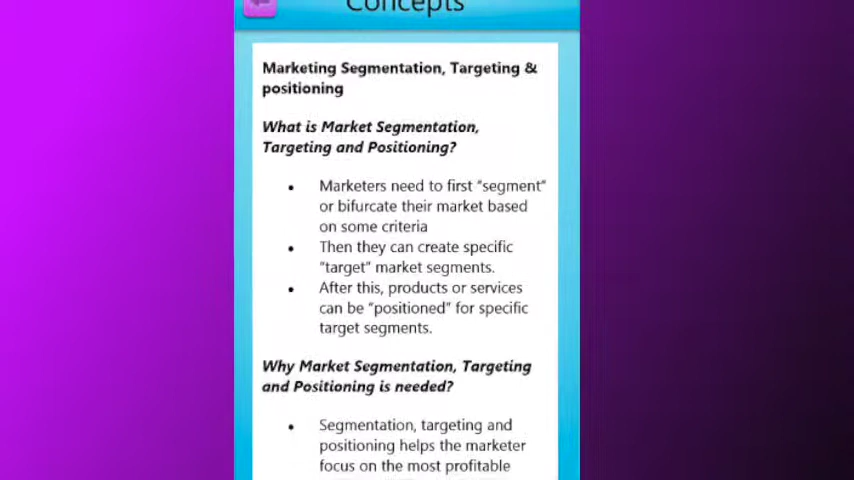 Concepts
Marketing Segmentation, Targeting &
positioning
What is Market Segmentation,
Targeting and Positioning?
• Marketers need to first "segment"
or bifurcate their market based
on some criteria
• Then they can create specific
"target" market segments.
• After this, products or services
can be "positioned" for specific
target segments.
Why Market Segmentation, Targeting
and Positioning is needed?
• Segmentation, targeting and
positioning helps the marketer
focus on the most profitable